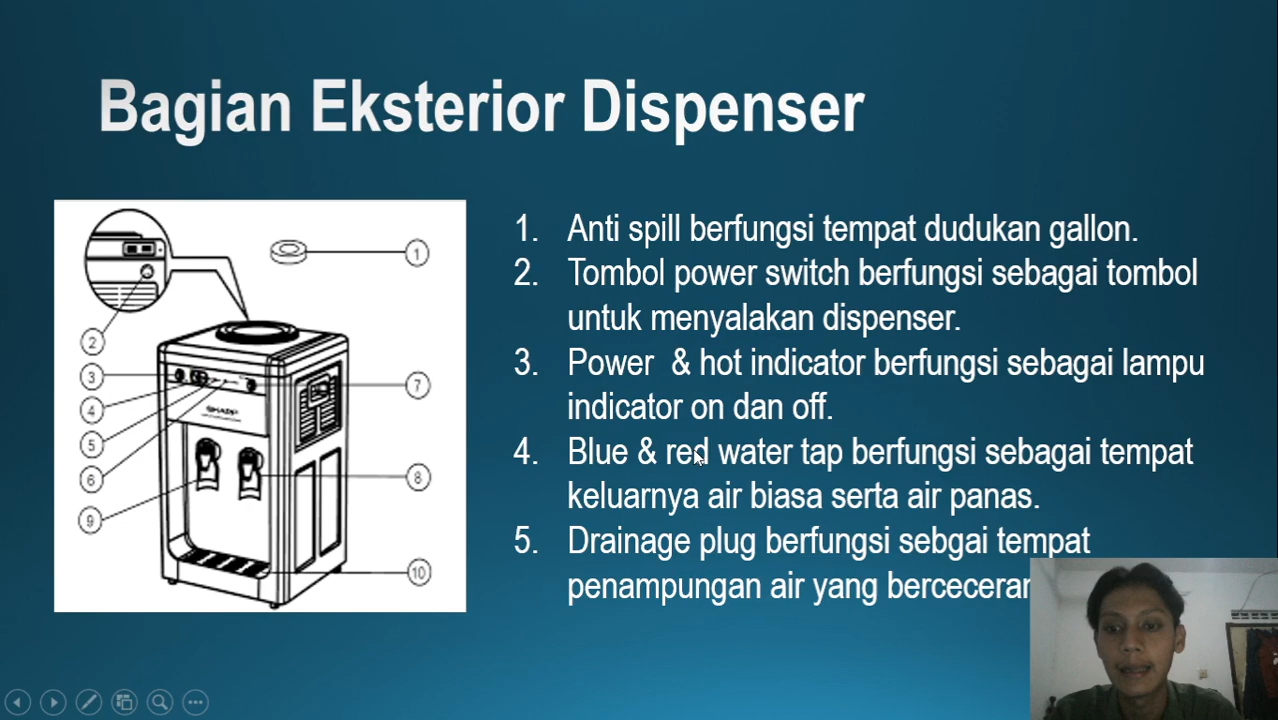 Bagian Eksterior Dispenser
1. Anti spill berfungsi tempat dudukan gallon.
2. Tombol power switch berfungsi sebagai tombol
untuk menyalakan dispenser.
3. Power & hot indicator berfungsi sebagai lampu
indicator on dan off.
4. Blue & red water tap berfungsi sebagai tempat
keluarnya air biasa serta air panas.
5. Drainage plug berfungsi sebgai tempat
penampungan air yang berceceran
1
2
3
4
5
6
9
7
8
10
SHARP